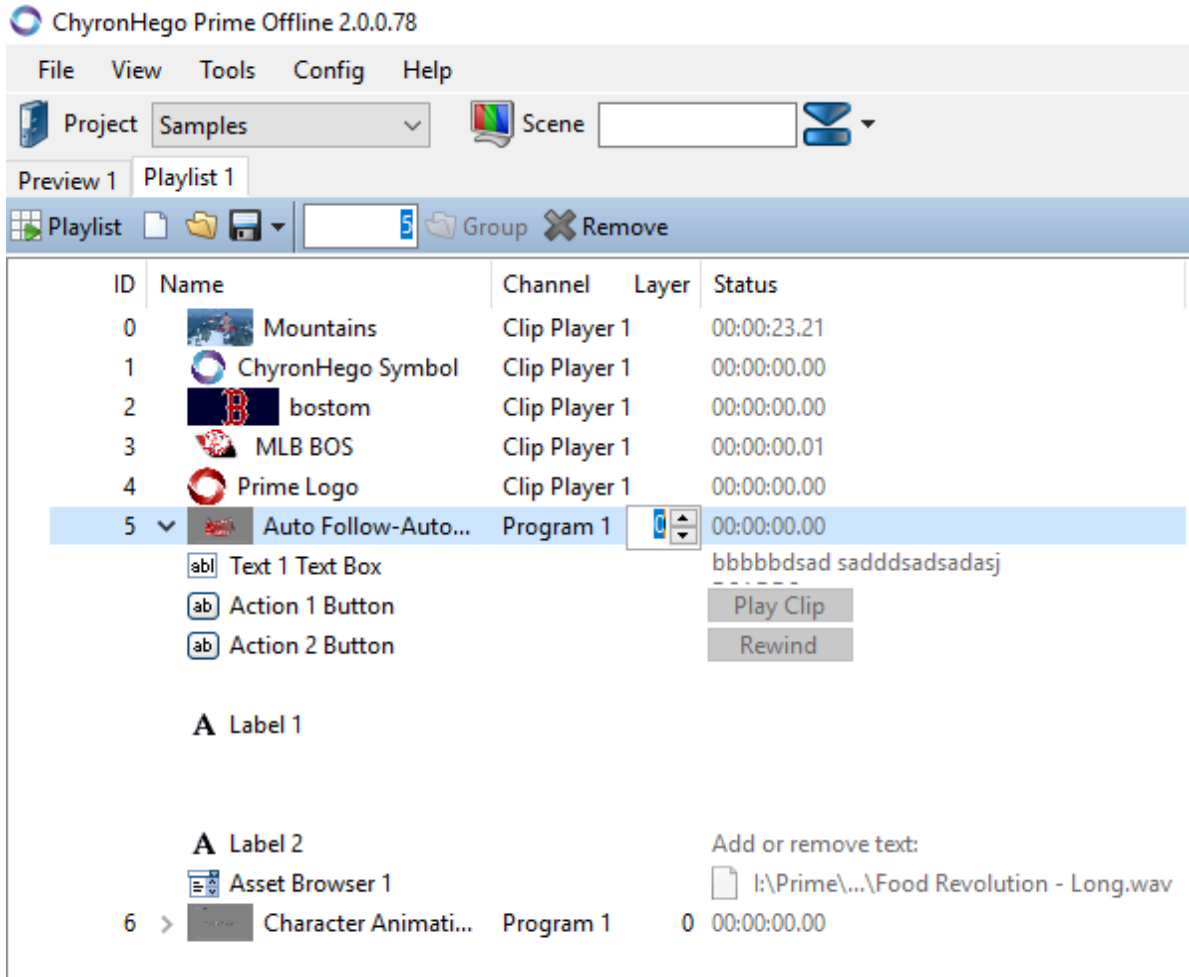 ChyronHego Prime Offline 2.0.0.78
File View Tools Config Help
Project Samples Scene
Preview 1 Playlist 1
Playlist 5 Group Remove
ID Name Channel Layer Status
0 Mountains Clip Player 1 00:00:23.21
1 ChyronHego Symbol Clip Player 1 00:00:00.00
2 B bostom Clip Player 1 00:00:00.00
3 MLB BOS Clip Player 1 00:00:00.01
4 Prime Logo Clip Player 1 00:00:00.00
5 Auto Follow-Auto... Program 1 0 00:00:00.00
abl Text 1 Text Box bbbbbdsad sadddsadsadasj
ab Action 1 Button Play Clip
ab Action 2 Button Rewind
A Label 1
A Label 2 Add or remove text:
Asset Browser 1 I:\Prime\...\Food Revolution - Long.wav
6 Character Animati... Program 1 0 00:00:00.00